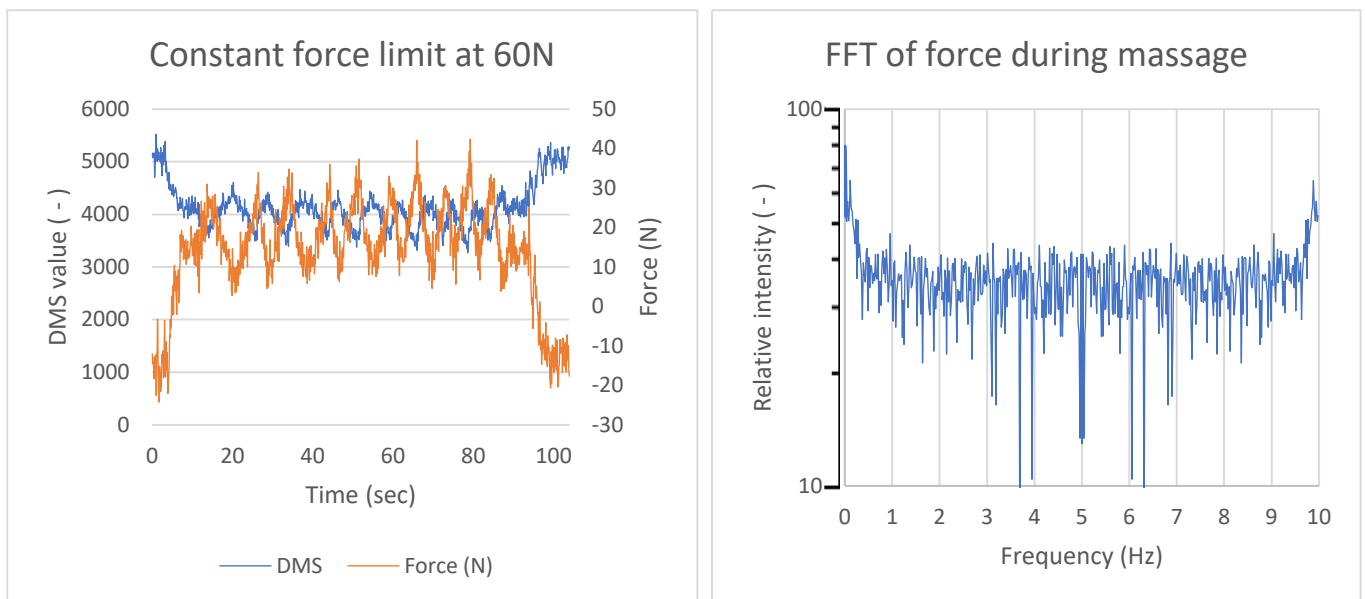 Constant force limit at 60N
6000
5000
4000
3000
2000
1000
0
DMS value ( - )
50
40
30
20
10
0
-10
-20
-30
Force (N)
0 20 40 60 80 100
Time (sec)
DMS Force (N)
FFT of force during massage
100
10
Relative intensity ( - )
0 1 2 3 4 5 6 7 8 9 10
Frequency (Hz)